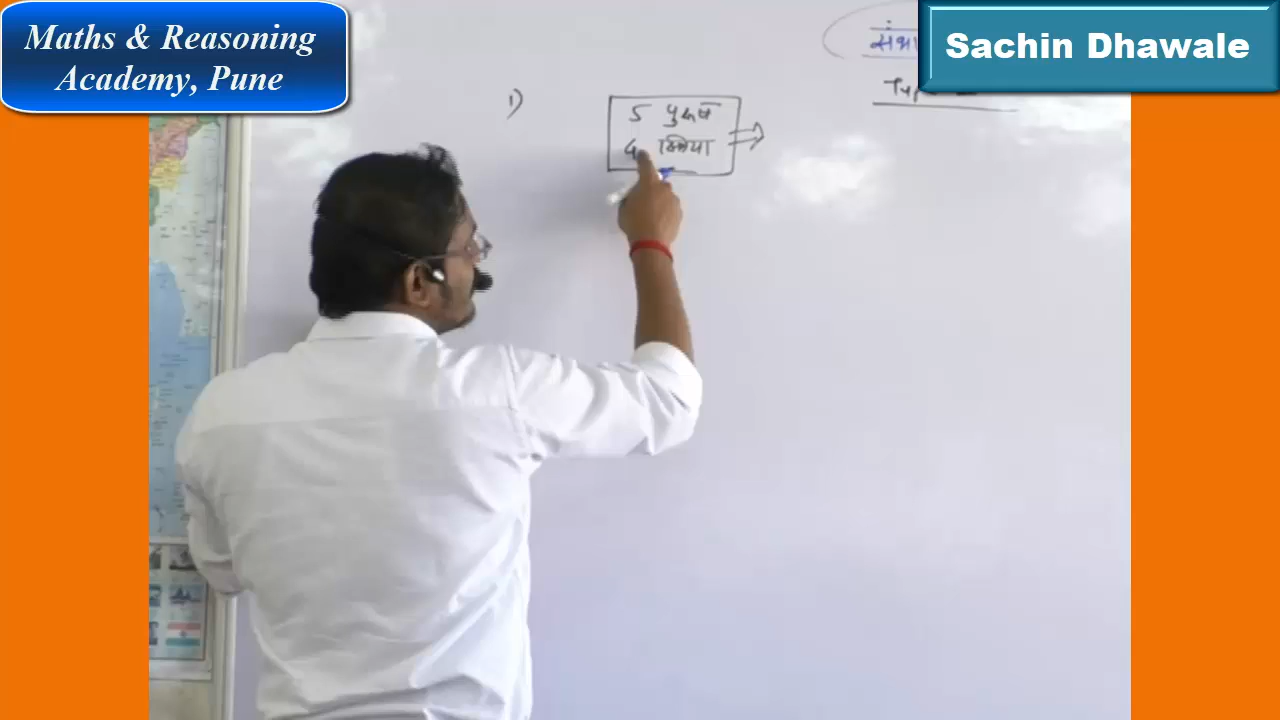 Maths & Reasoning
Academy, Pune
Sachin Dhawale
1)
5 पुरुष
4 स्त्रिया